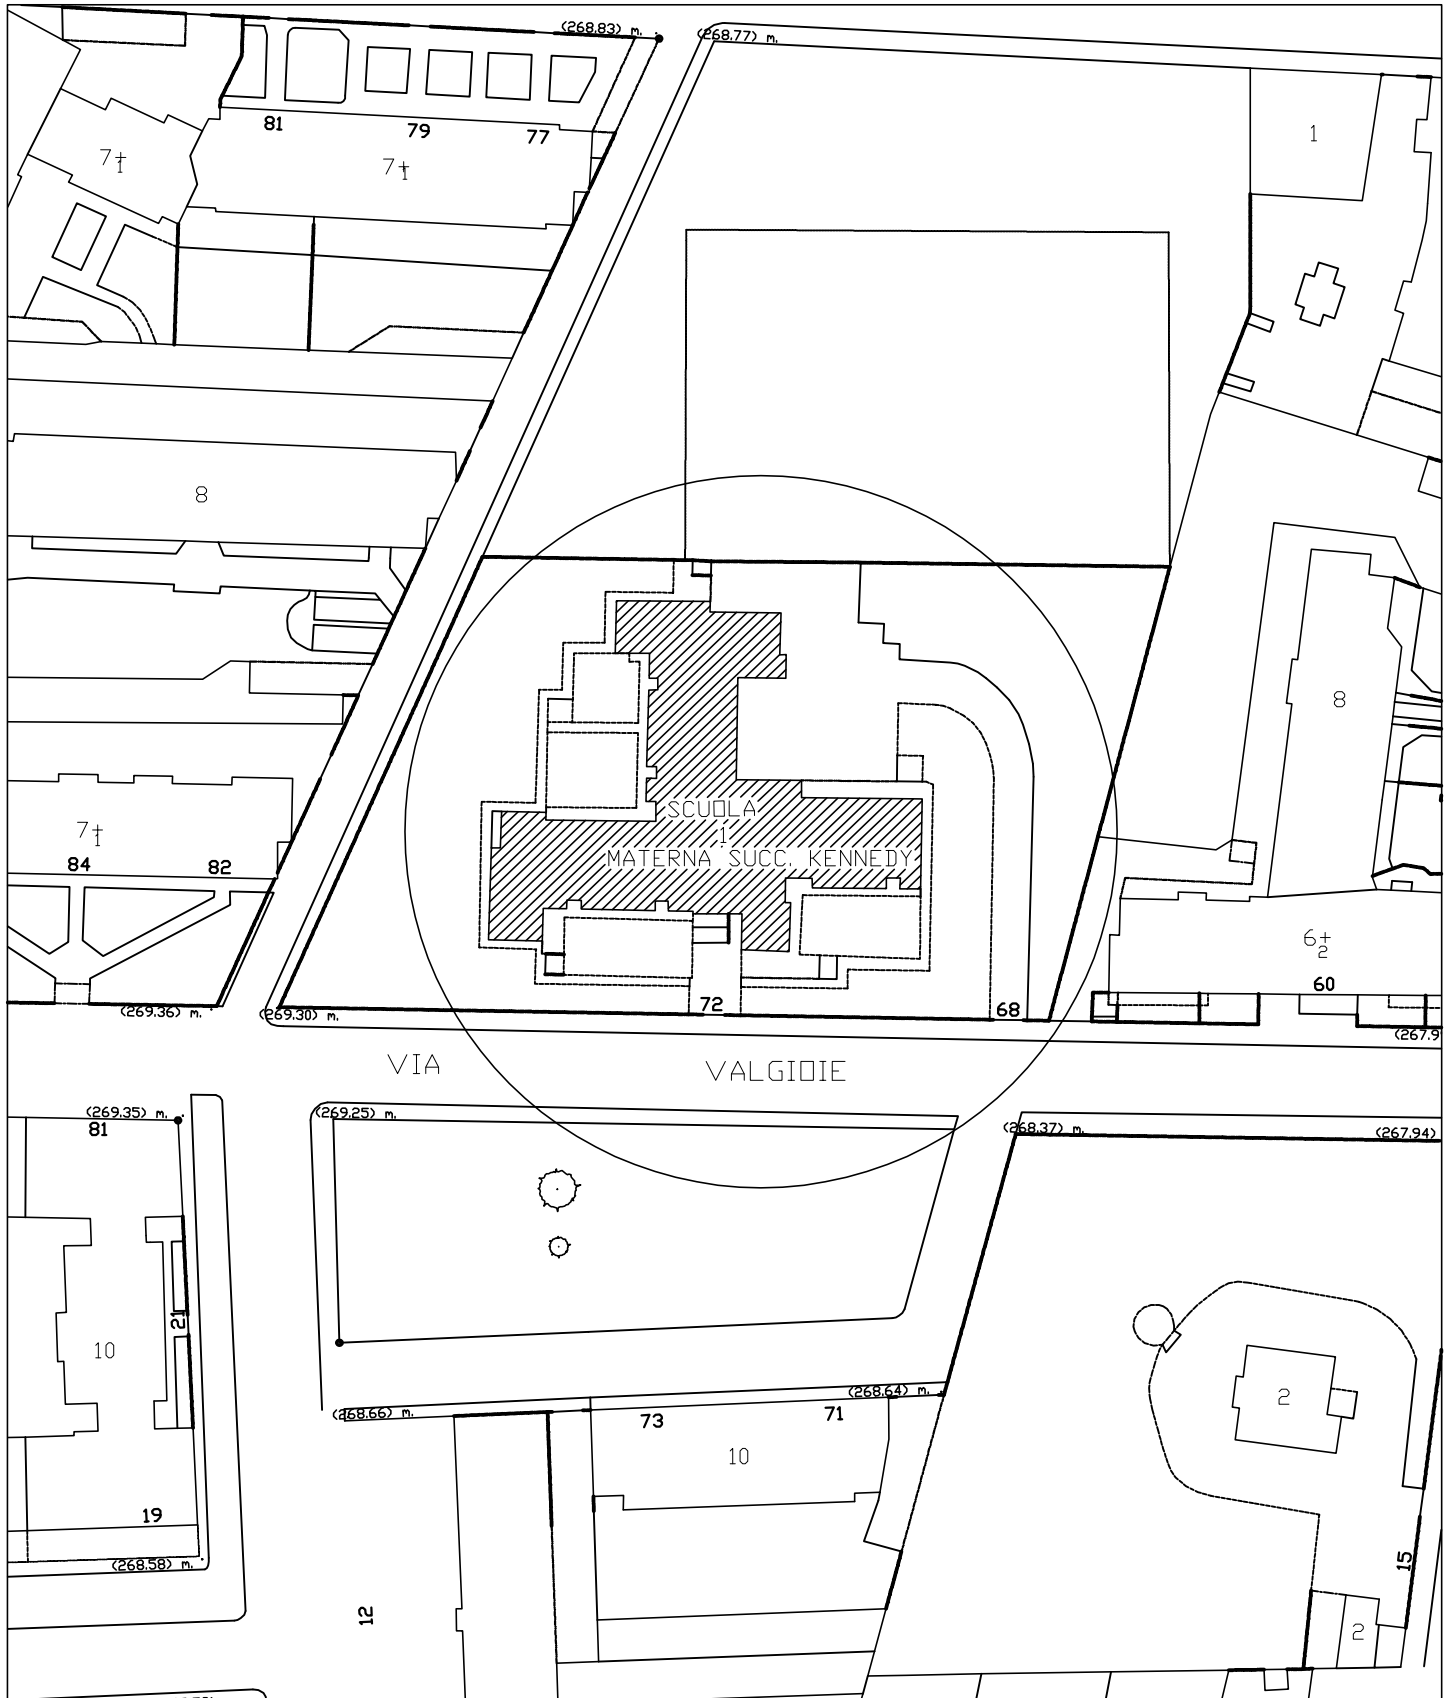 (268.83) m.
(268.77) m.
81
79
77
1
7+1
7+1
8
8
SCUOLA
1
MATERNA SUCC. KENNEDY
7+1
84
82
6+2
60
72
68
(269.36) m.
(269.30) m.
(267.9
VIA VALGIOIE
(269.35) m.
81
(269.25) m.
(268.37) m.
(267.94)
21
10
2
(268.64) m.
(268.66) m.
73
71
10
19
(268.58) m.
15
12
2